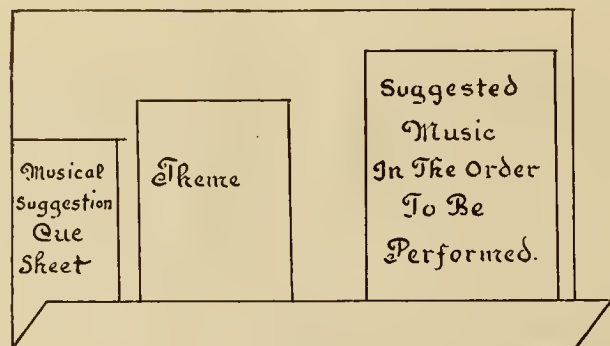 Musical
Suggestion
Cue
Sheet
Theme
Suggested
Music
In The Order
To Be
Performed.